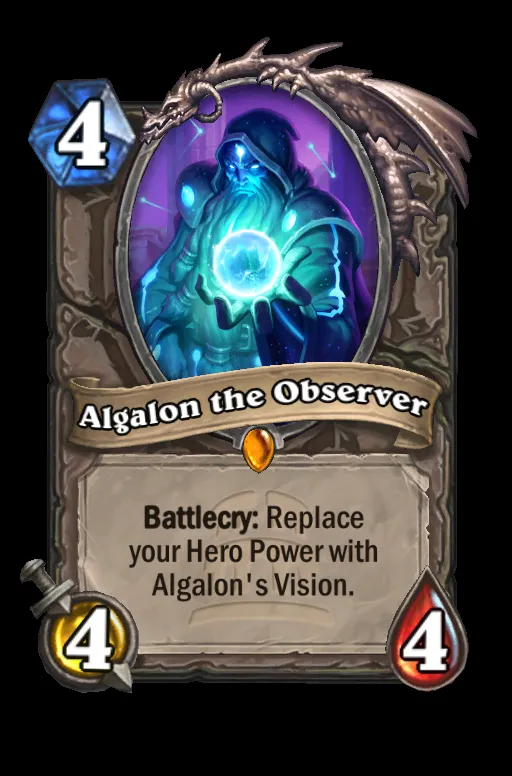 4
Algalon the Observer
Battlecry: Replace
your Hero Power with
Algalon's Vision.
4
4